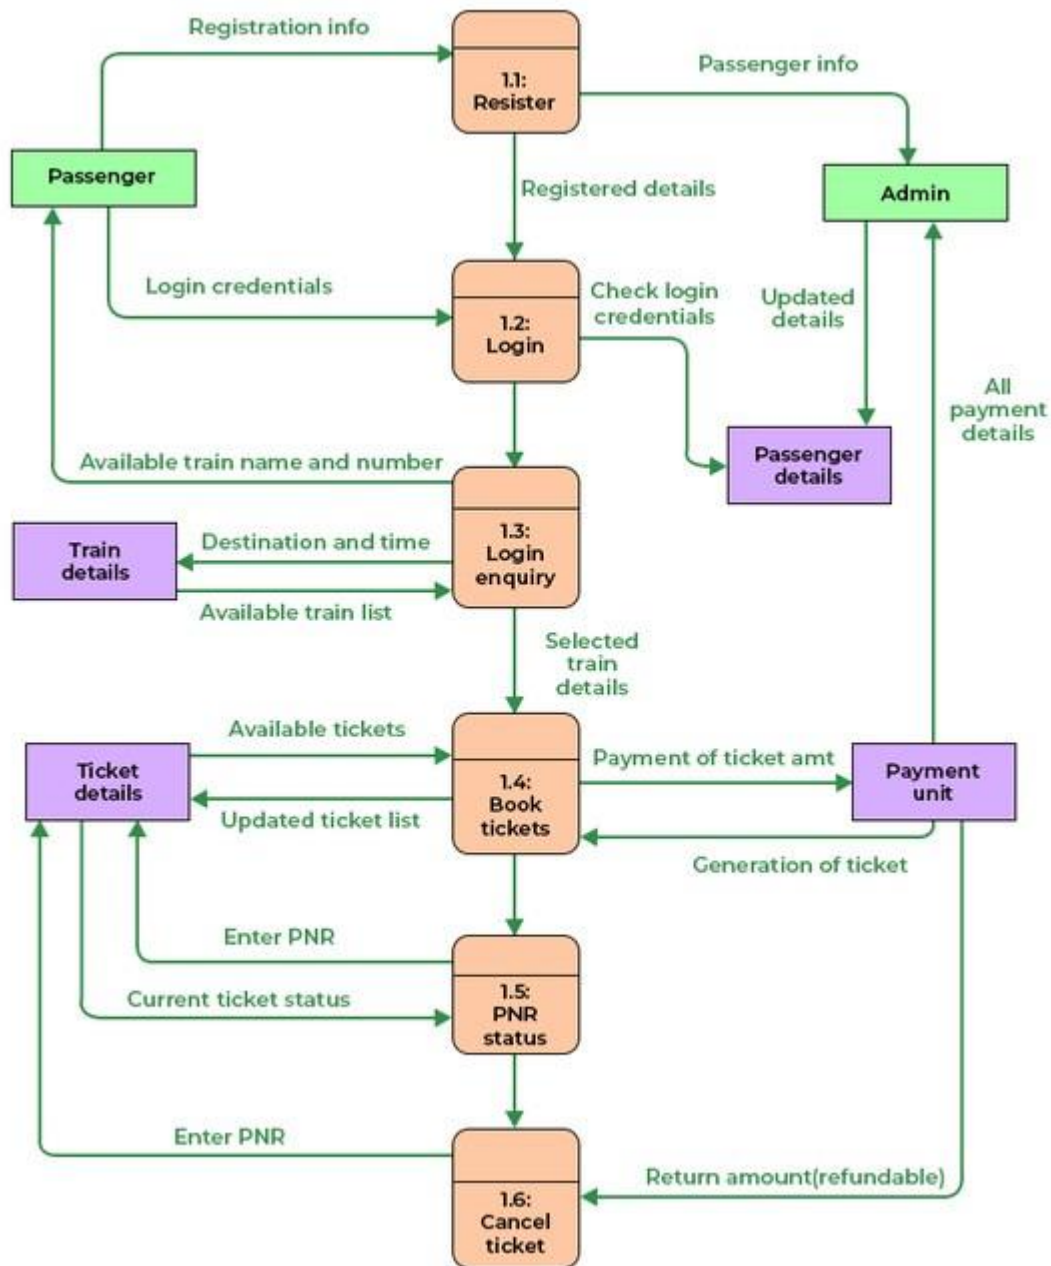 Registration info
1.1:
Resister
Passenger info
Passenger
Admin
Registered details
Login credentials
1.2:
Login
Check login
credentials
Updated
details
All
payment
details
Available train name and number
Passenger
details
1.3:
Login
enquiry
Train
details
Destination and time
Available train list
Selected
train
details
Available tickets
Ticket
details
1.4:
Book
tickets
Payment of ticket amt
Payment
unit
Updated ticket list
Generation of ticket
Enter PNR
Current ticket status
1.5:
PNR
status
Enter PNR
Return amount(refundable)
1.6:
Cancel
ticket